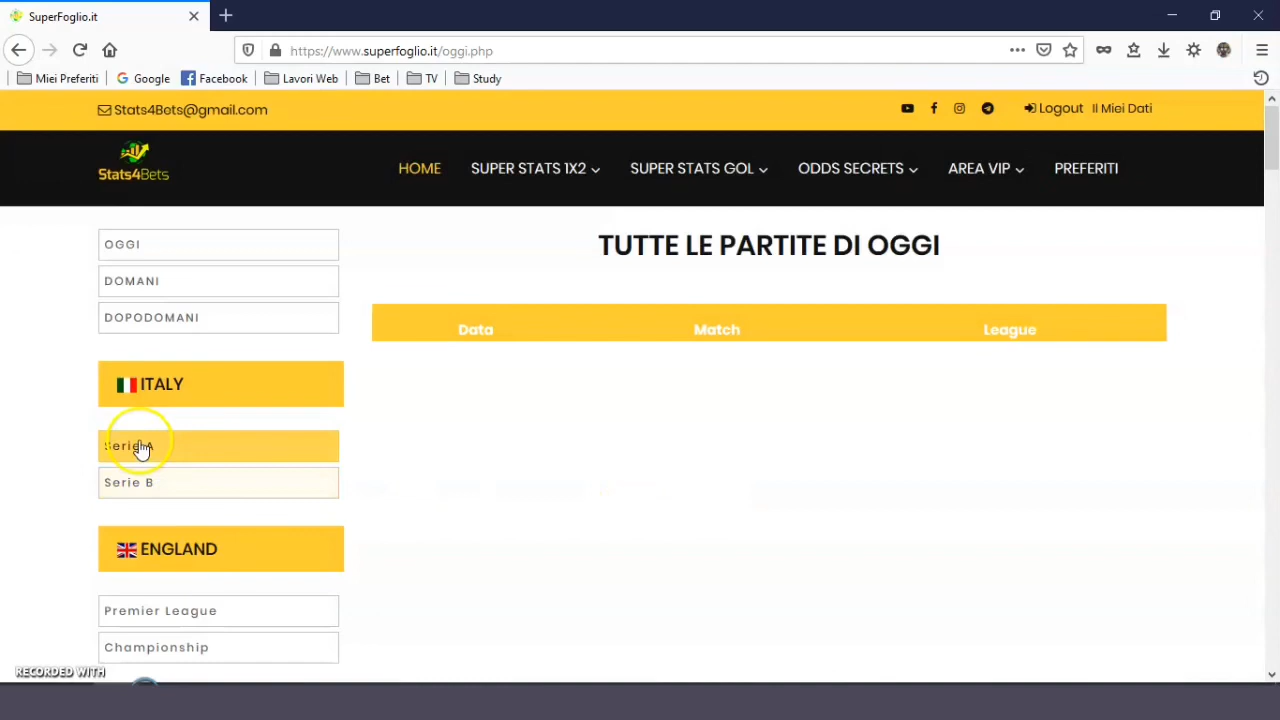 SuperFoglio.it
https://www.superfoglio.it/oggi.php
Miei Preferiti Google Facebook Lavori Web Bet TV Study
Stats4Bets@gmail.com Logout Il Miei Dati
Stats4Bets HOME SUPER STATS 1X2 SUPER STATS GOL ODDS SECRETS AREA VIP PREFERITI
OGGI
TUTTE LE PARTITE DI OGGI
DOMANI
DOPODOMANI
Data Match League
ITALY
Serie A
Serie B
ENGLAND
Premier League
Championship
RECORDED WITH